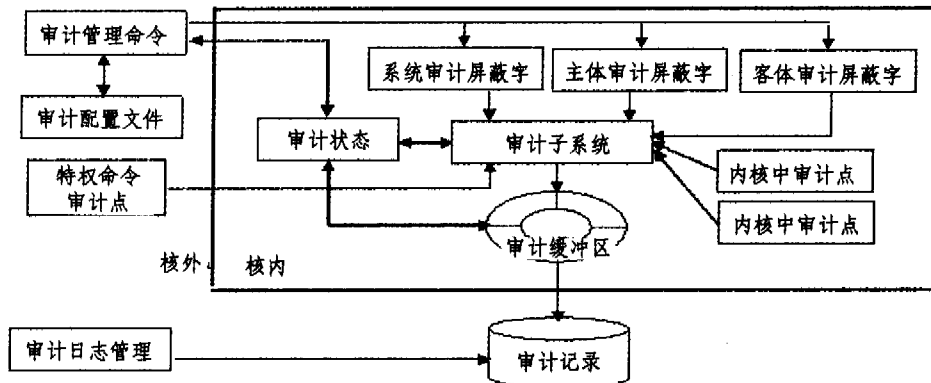 审计管理命令
系统审计屏蔽字
主体审计屏蔽字
客体审计屏蔽字
审计配置文件
审计状态
审计子系统
特权命令
审计点
内核中审计点
内核中审计点
审计缓冲区
核外
核内
审计日志管理
审计记录